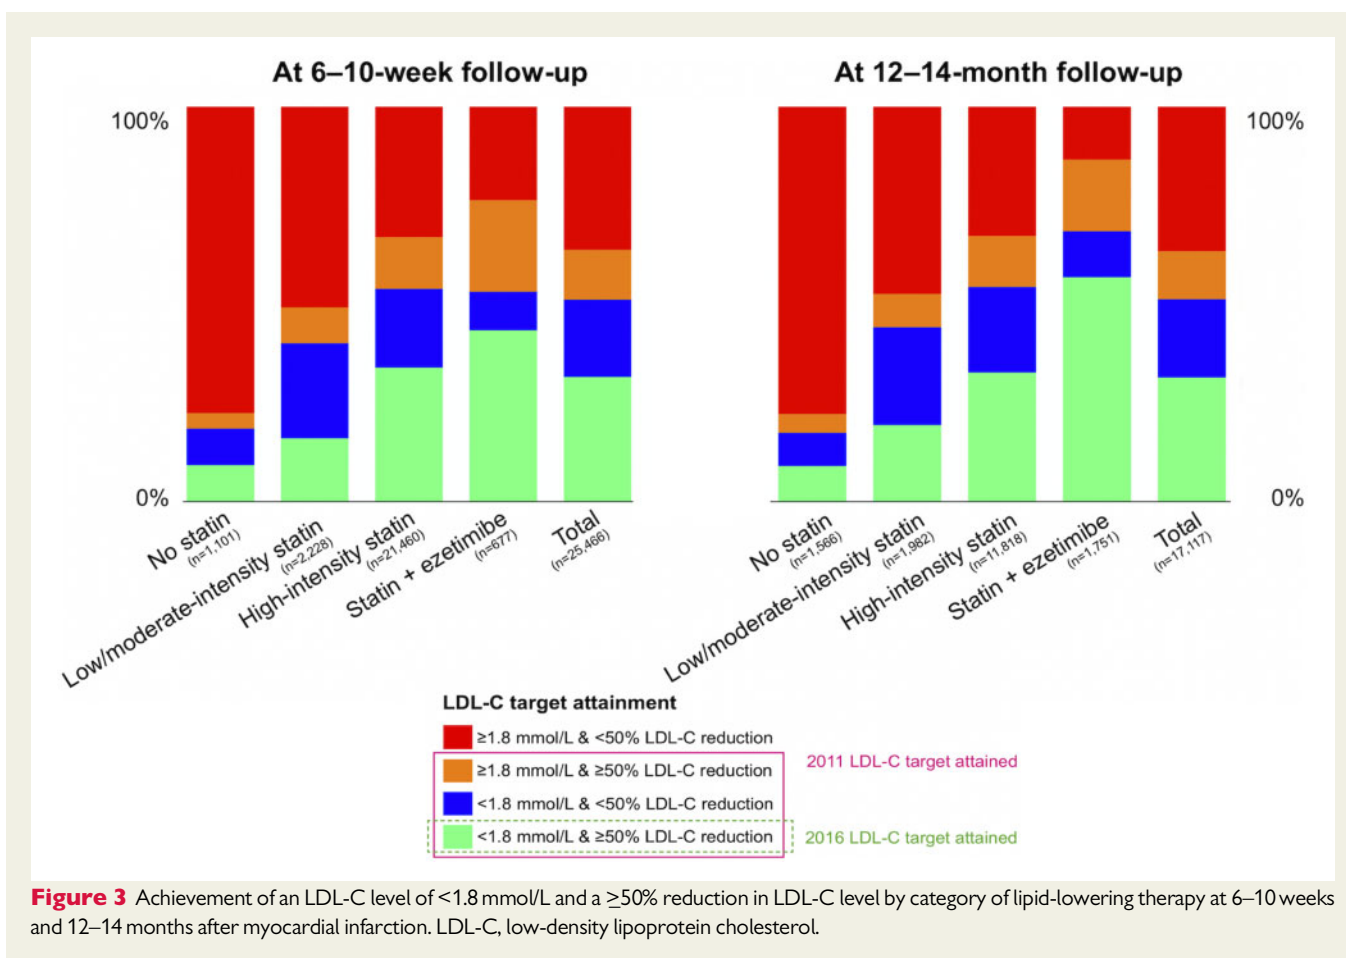 At 6–10-week follow-up
At 12–14-month follow-up
100%
100%
0%
0%
No statin
(n=1,101)
Low/moderate-intensity statin
(n=2,228)
High-intensity statin
(n=21,460)
Statin + ezetimibe
(n=677)
Total
(n=25,466)
No statin
(n=1,566)
Low/moderate-intensity statin
(n=1,982)
High-intensity statin
(n=11,818)
Statin + ezetimibe
(n=1,751)
Total
(n=17,117)
LDL-C target attainment
≥1.8 mmol/L & <50% LDL-C reduction
≥1.8 mmol/L & ≥50% LDL-C reduction
<1.8 mmol/L & <50% LDL-C reduction
<1.8 mmol/L & ≥50% LDL-C reduction
2011 LDL-C target attained
2016 LDL-C target attained
Figure 3 Achievement of an LDL-C level of <1.8 mmol/L and a ≥50% reduction in LDL-C level by category of lipid-lowering therapy at 6–10 weeks
and 12–14 months after myocardial infarction. LDL-C, low-density lipoprotein cholesterol.